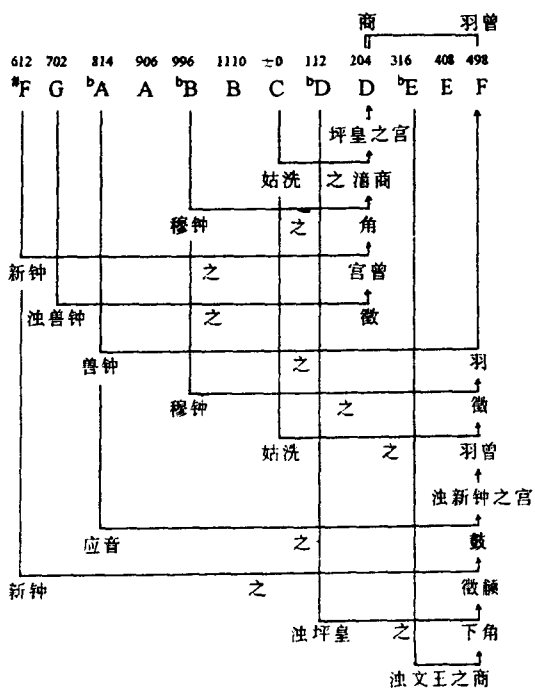 商 羽曾
612 702 814 906 996 1110 ±0 112 204 316 408 498
#F G bA A bB B C bD D bE E F
坪皇之宫
姑洗 之 湝商
穆钟 之 角
新钟 之 宫曾
浊兽钟 之 徵
兽钟 之 羽
穆钟 之 徵
姑洗 之 羽曾
浊新钟之宫
应音 之
新钟 之 徵顅
浊坪皇 之 下角
浊文王之商